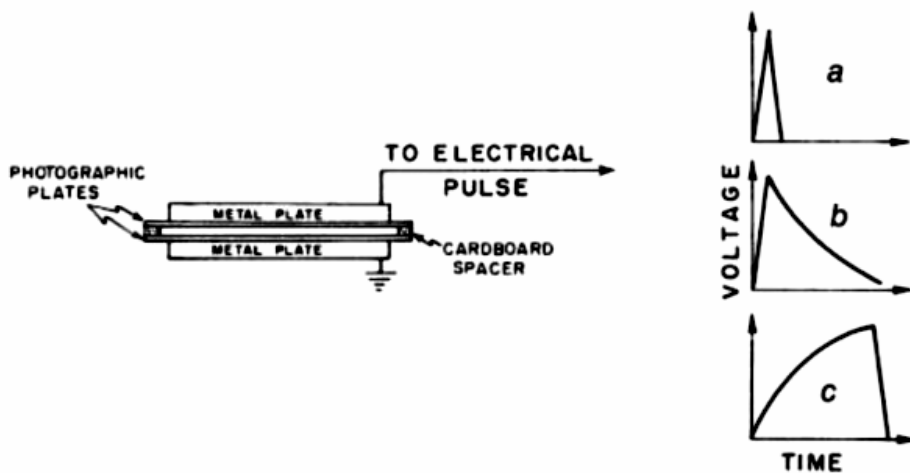 TO ELECTRICAL
PULSE
PHOTOGRAPHIC
PLATES
METAL PLATE
METAL PLATE
CARDBOARD
SPACER
VOLTAGE
a
b
c
TIME